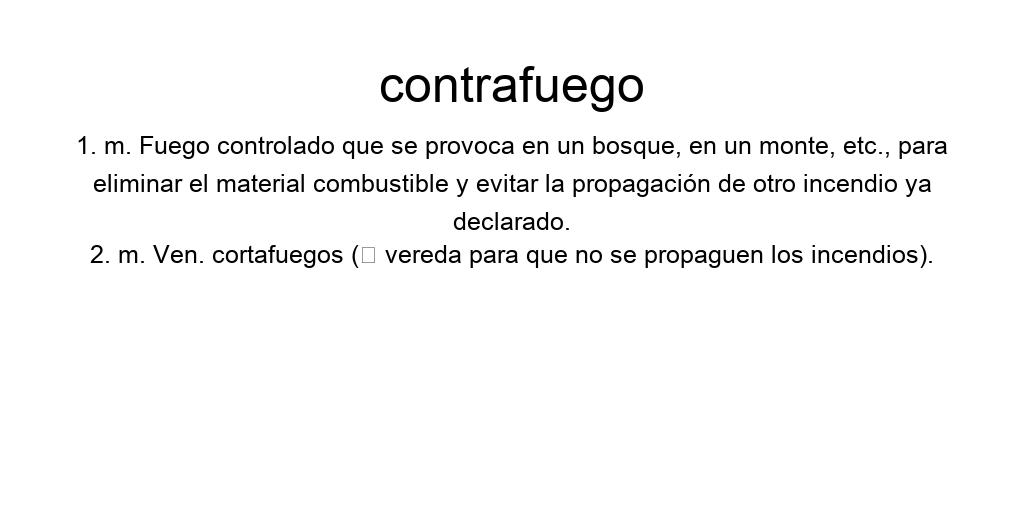 contrafuego
1. m. Fuego controlado que se provoca en un bosque, en un monte, etc., para
eliminar el material combustible y evitar la propagación de otro incendio ya
declarado.
2. m. Ven. cortafuegos (□ vereda para que no se propaguen los incendios).